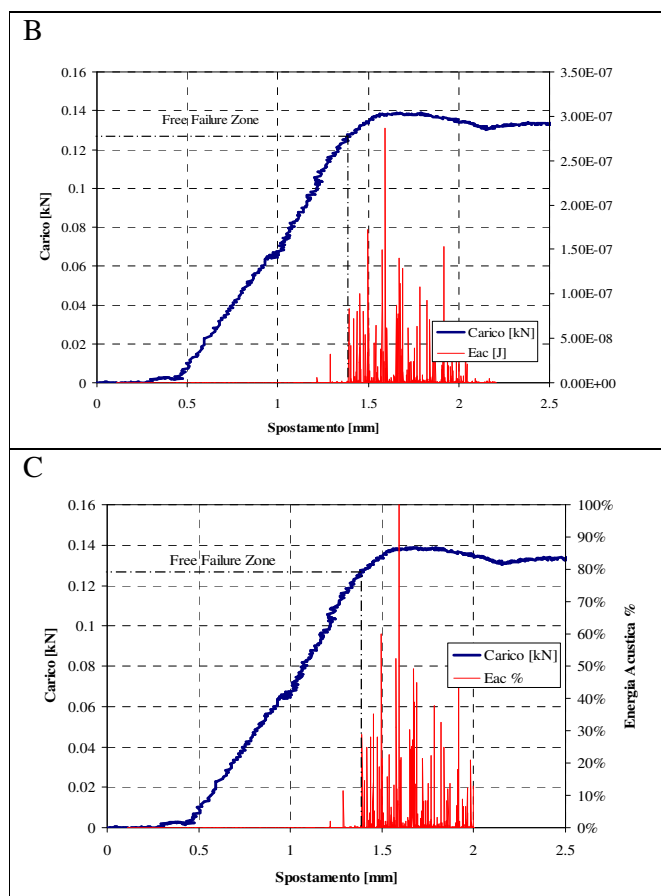 B
0.16
0.14
0.12
0.1
0.08
0.06
0.04
0.02
0
Carico [kN]
Free Failure Zone
3.50E-07
3.00E-07
2.50E-07
2.00E-07
1.50E-07
1.00E-07
5.00E-08
0.00E+00
Carico [kN]
Eac [J]
0 0.5 1 1.5 2 2.5
Spostamento [mm]
C
0.16
0.14
0.12
0.1
0.08
0.06
0.04
0.02
0
Carico [kN]
Free Failure Zone
100%
90%
80%
70%
60%
50%
40%
30%
20%
10%
0%
Energia Acustica %
Carico [kN]
Eac %
0 0.5 1 1.5 2 2.5
Spostamento [mm]